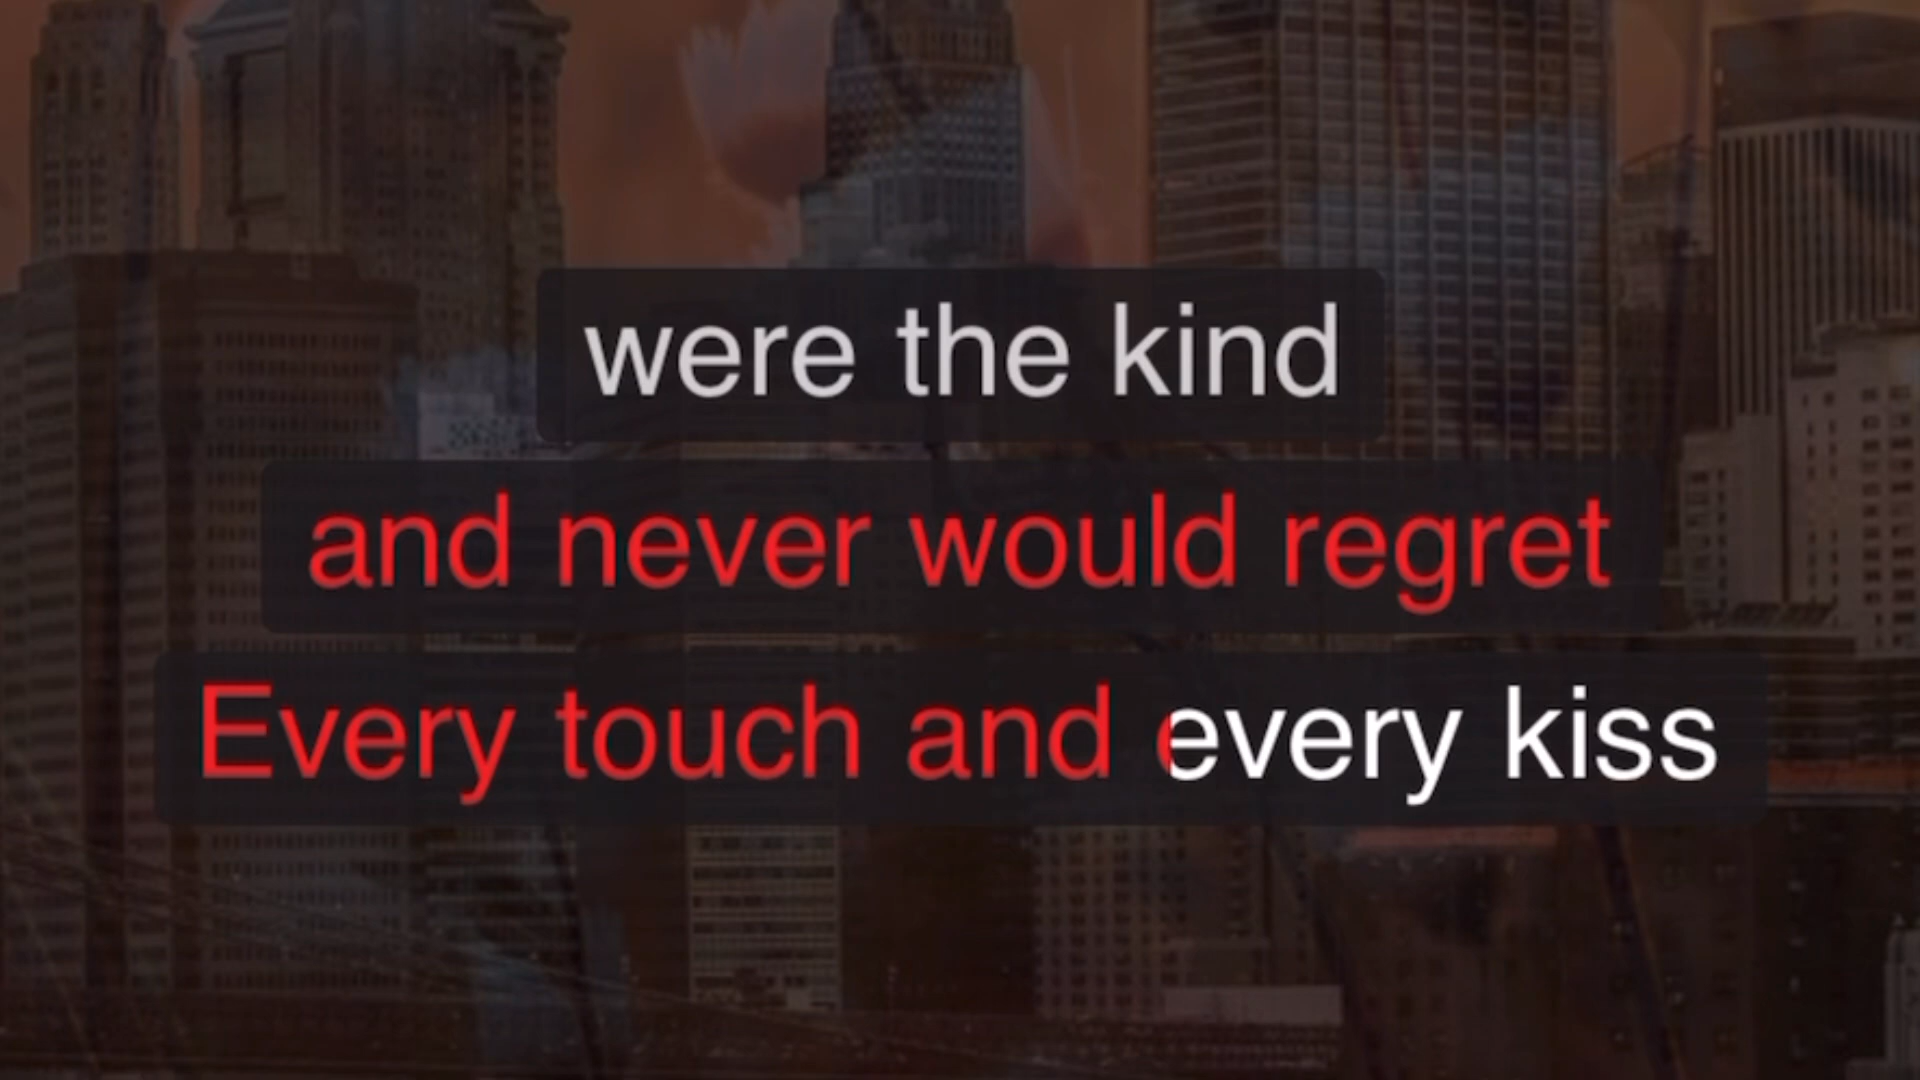 were the kind
and never would regret
Every touch and every kiss